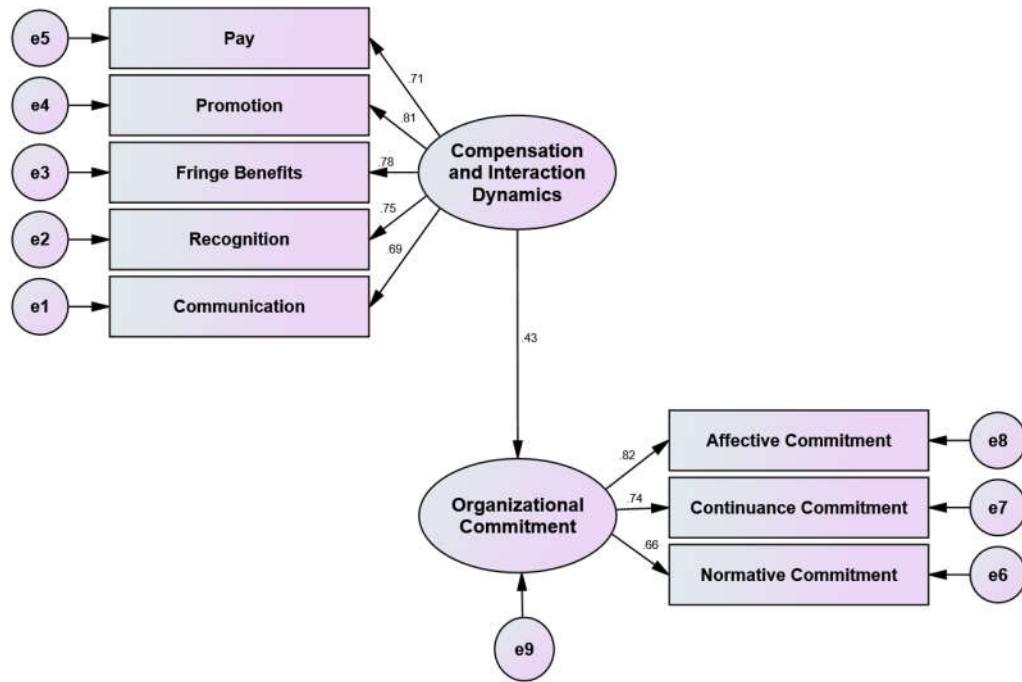 e5
Pay
.71
e4
Promotion
.81
e3
Fringe Benefits
.78
Compensation
and Interaction
Dynamics
e2
Recognition
.75
e1
Communication
.69
.43
Organizational
Commitment
.82
Affective Commitment
e8
.74
Continuance Commitment
e7
.66
Normative Commitment
e6
e9